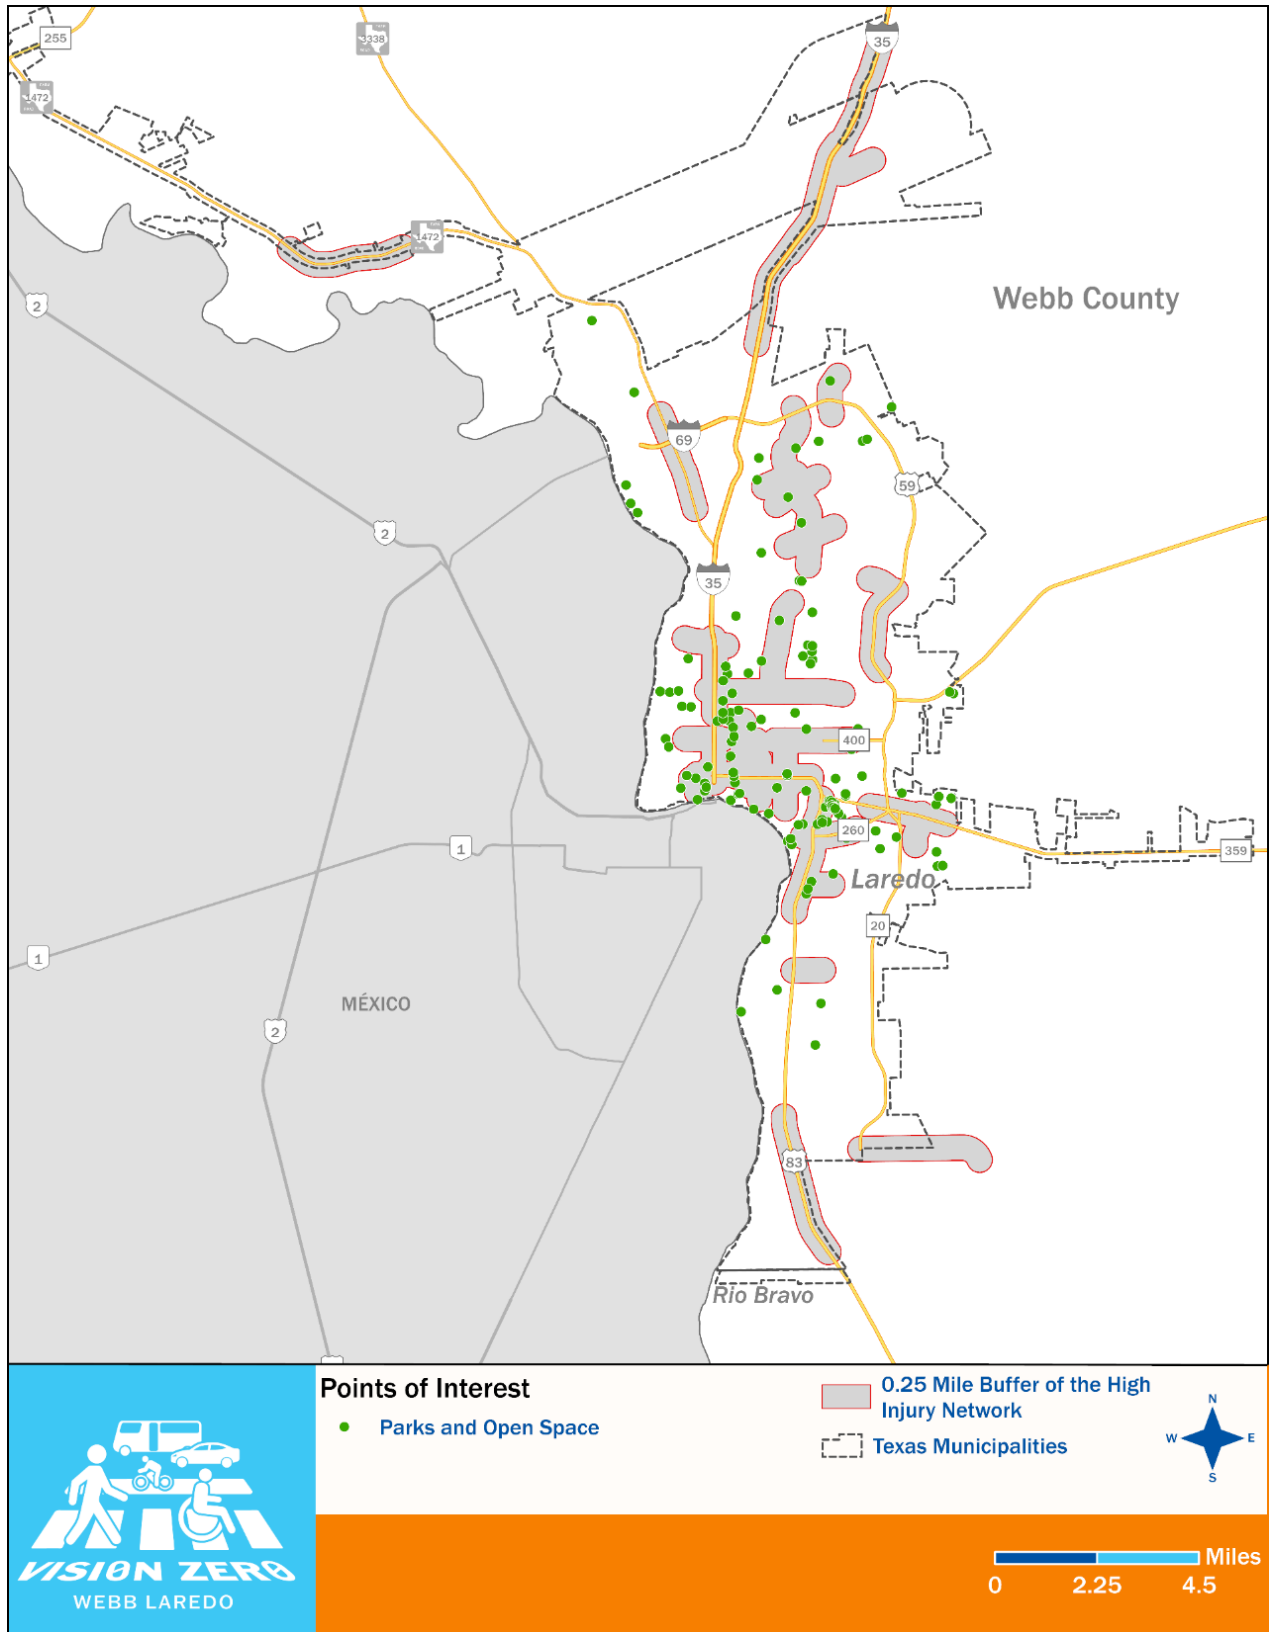 255
3338
35
1472
1472
2
Webb County
69
59
2
35
400
260
1
359
Laredo
20
1
MÉXICO
2
83
Rio Bravo
Points of Interest
Parks and Open Space
0.25 Mile Buffer of the High
Injury Network
Texas Municipalities
N
W
E
S
VISION ZERO
WEBB LAREDO
Miles
0
2.25
4.5